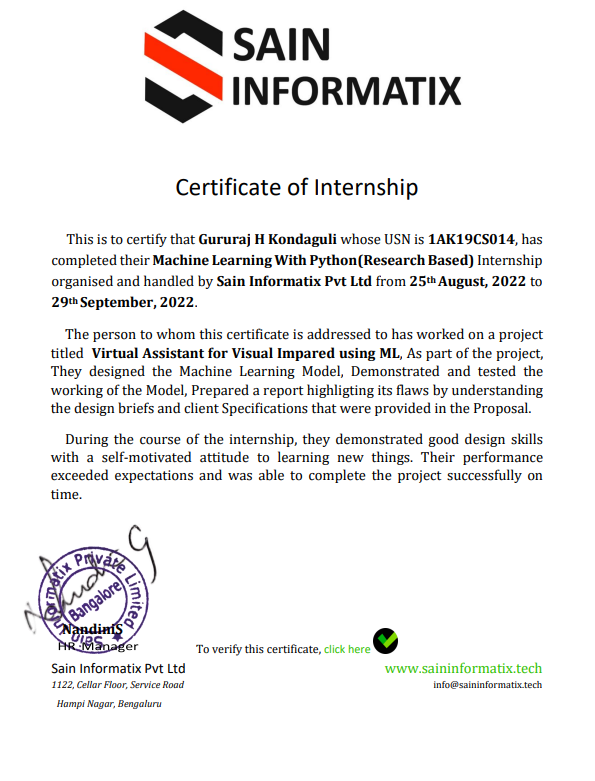 SAIN
INFORMATIX
Certificate of Internship
This is to certify that Gururaj H Kondaguli whose USN is 1AK19CS014, has
completed their Machine Learning With Python(Research Based) Internship
organised and handled by Sain Informatix Pvt Ltd from 25th August, 2022 to
29th September, 2022.
The person to whom this certificate is addressed to has worked on a project
titled Virtual Assistant for Visual Impared using ML, As part of the project,
They designed the Machine Learning Model, Demonstrated and tested the
working of the Model, Prepared a report highligting its flaws by understanding
the design briefs and client Specifications that were provided in the Proposal.
During the course of the internship, they demonstrated good design skills
with a self-motivated attitude to learning new things. Their performance
exceeded expectations and was able to complete the project successfully on
time.
Sain Informatix Private Limited
Bangalore
Nandini G
NandiniS
HR Manager
To verify this certificate, click here
Sain Informatix Pvt Ltd
www.saininformatix.tech
1122, Cellar Floor, Service Road
info@saininformatix.tech
Hampi Nagar, Bengaluru